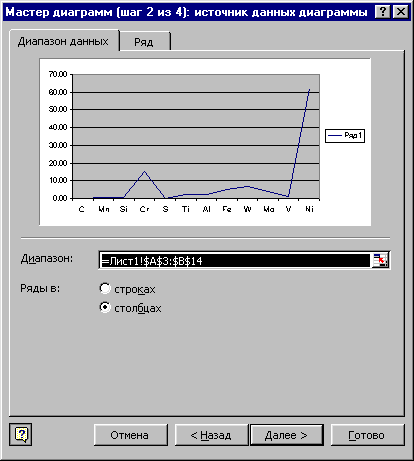 Мастер диаграмм (шаг 2 из 4): источник данных диаграммы
Диапазон данных Ряд
70.00
60.00
50.00
40.00
30.00
20.00
10.00
0.00
C Mn Si Cr S Ti Al Fe W Mo V Ni
Ряд1
Диапазон: =Лист1!$A$3:$B$14
Ряды в: строках
столбцах
Отмена < Назад Далее > Готово